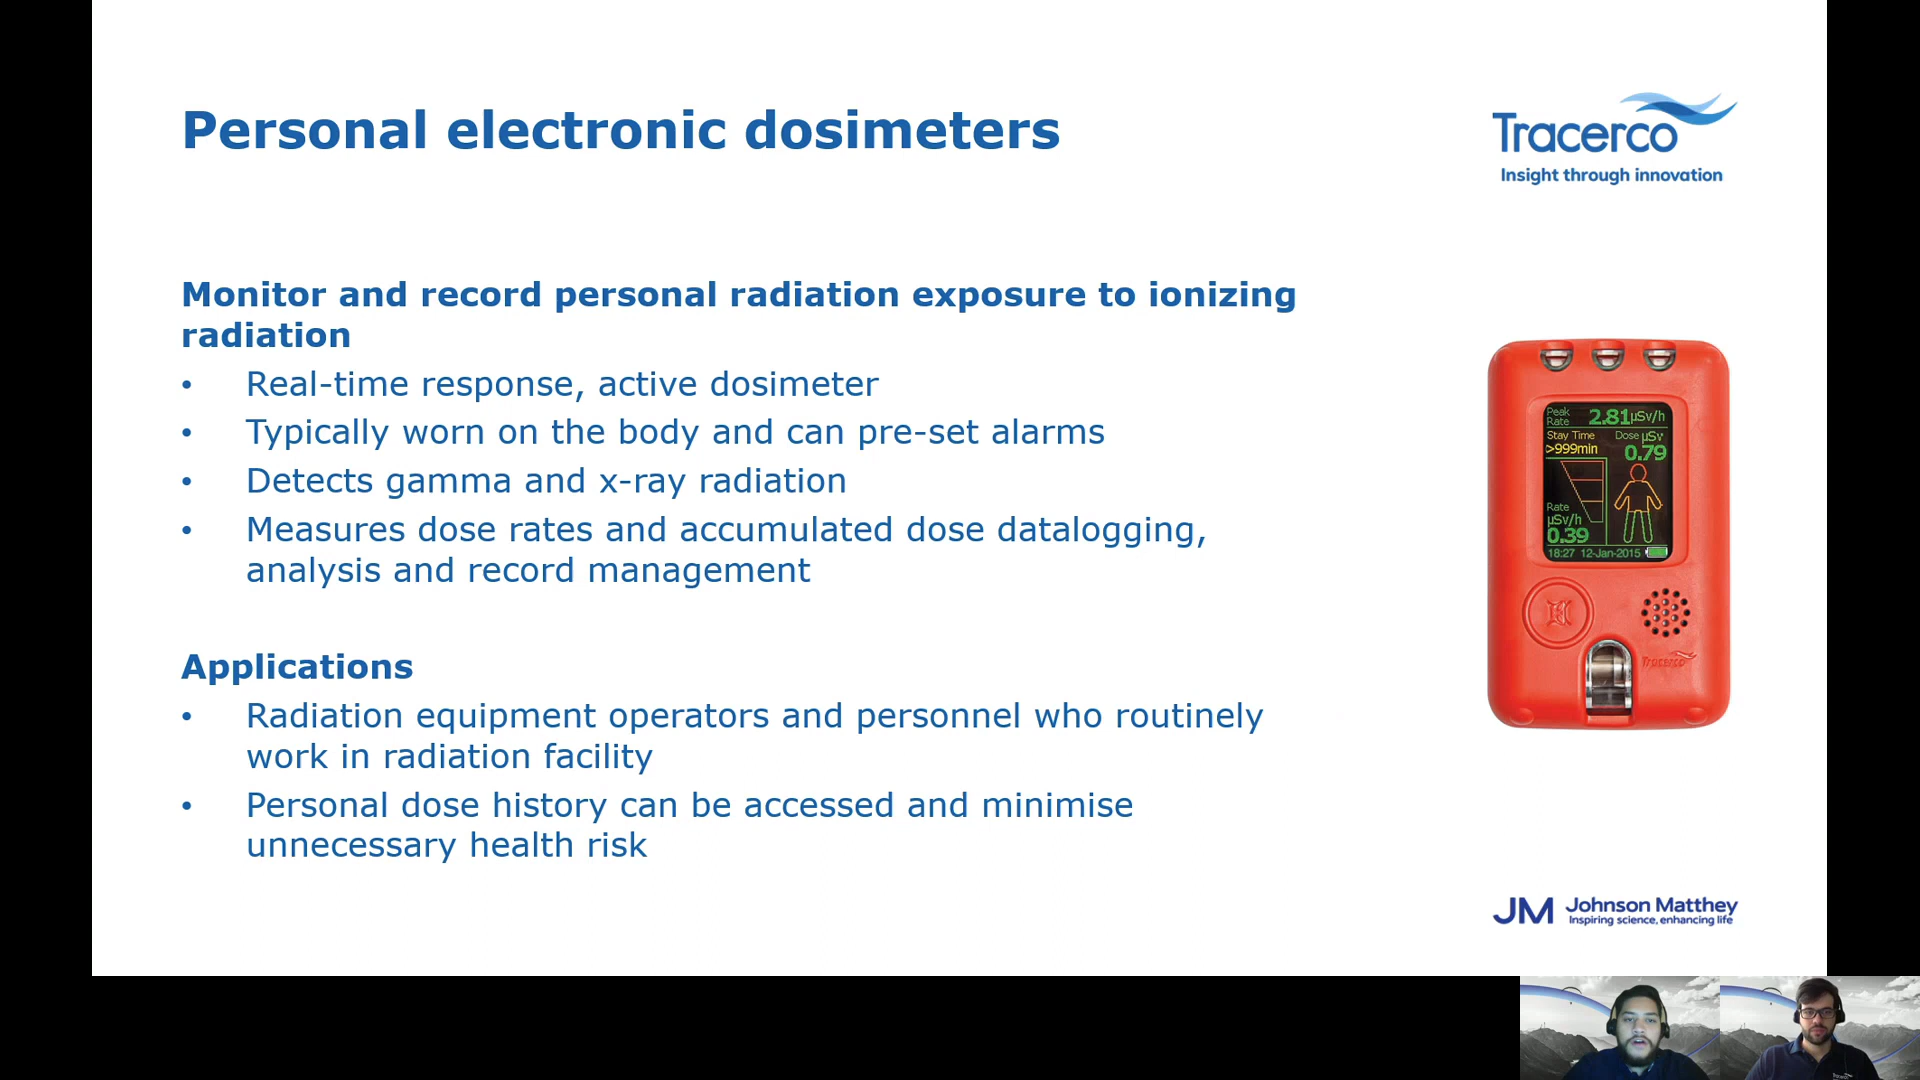 Personal electronic dosimeters
Tracerco
Insight through innovation
Monitor and record personal radiation exposure to ionizing
radiation
• Real-time response, active dosimeter
• Typically worn on the body and can pre-set alarms
• Detects gamma and x-ray radiation
• Measures dose rates and accumulated dose datalogging,
analysis and record management
Applications
• Radiation equipment operators and personnel who routinely
work in radiation facility
• Personal dose history can be accessed and minimise
unnecessary health risk
Peak
Rate 2.81 µSv/h
Stay Time Dose µSv
>999min 0.79
Rate
µSv/h
0.39
18:27 12-Jan-2015
Tracerco
JM Johnson Matthey
Inspiring science, enhancing life